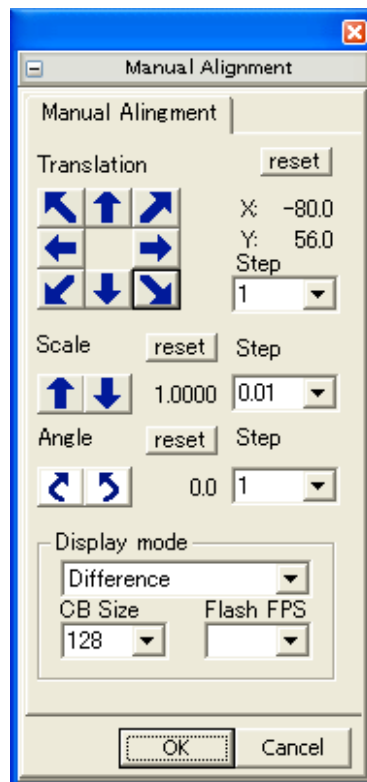 Manual Alignment
Manual Alingment
Translation reset
X: -80.0
Y: 56.0
Step
1
Scale reset Step
1.0000 0.01
Angle reset Step
0.0 1
Display mode
Difference
CB Size Flash FPS
128
OK Cancel